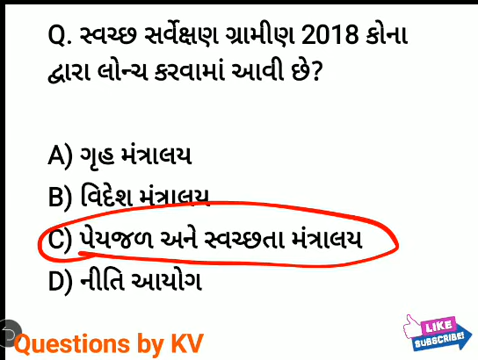 Q. સ્વચ્છ સર્વેક્ષણ ગ્રામીણ 2018 કોના
દ્વારા લોન્ચ કરવામાં આવી છે?
A) ગૃહ મંત્રાલય
B) વિદેશ મંત્રાલય
C) પેયજળ અને સ્વચ્છતા મંત્રાલય
D) નીતિ આયોગ
LIKE
SUBSCRIBE!
Questions by KV